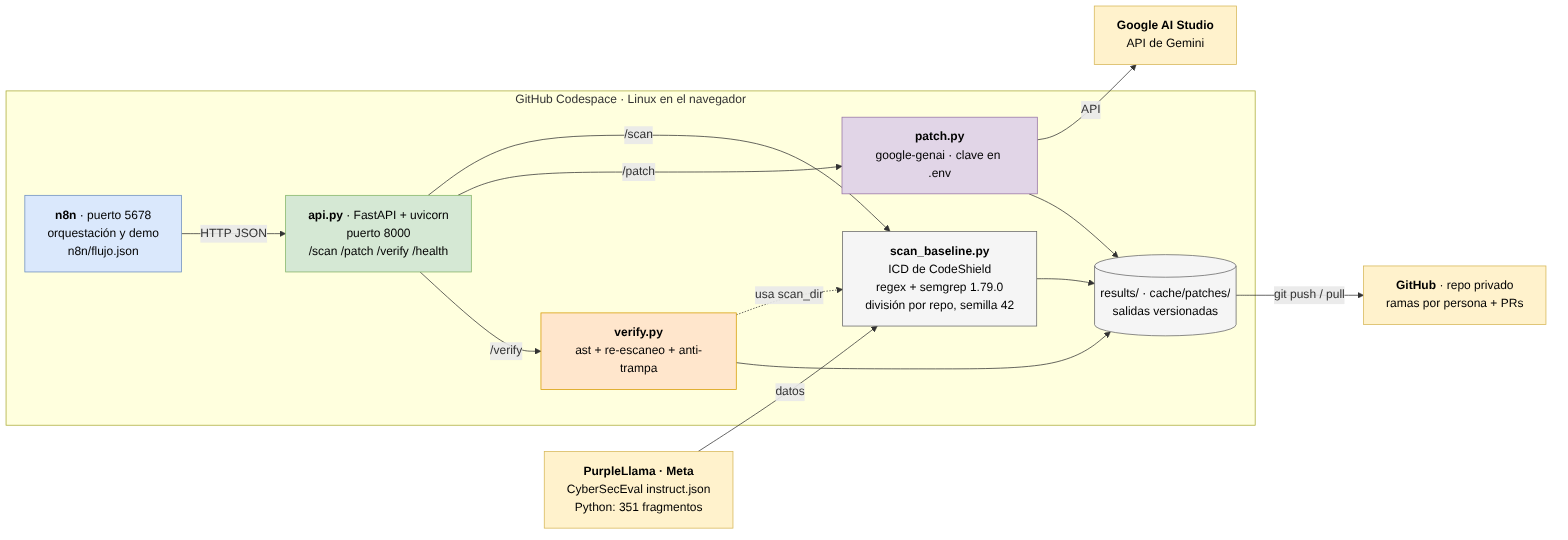 Google AI Studio
API de Gemini
GitHub Codespace · Linux en el navegador
API
/scan
patch.py
google-genai · clave en
.env
/patch
n8n · puerto 5678
orquestación y demo
n8n/flujo.json
HTTP JSON
api.py · FastAPI + uvicorn
puerto 8000
/scan /patch /verify /health
scan_baseline.py
ICD de CodeShield
regex + semgrep 1.79.0
división por repo, semilla 42
usa scan_dir
results/ · cache/patches/
salidas versionadas
git push / pull
GitHub · repo privado
ramas por persona + PRs
/verify
verify.py
ast + re-escaneo + anti-
trampa
datos
PurpleLlama · Meta
CyberSecEval instruct.json
Python: 351 fragmentos